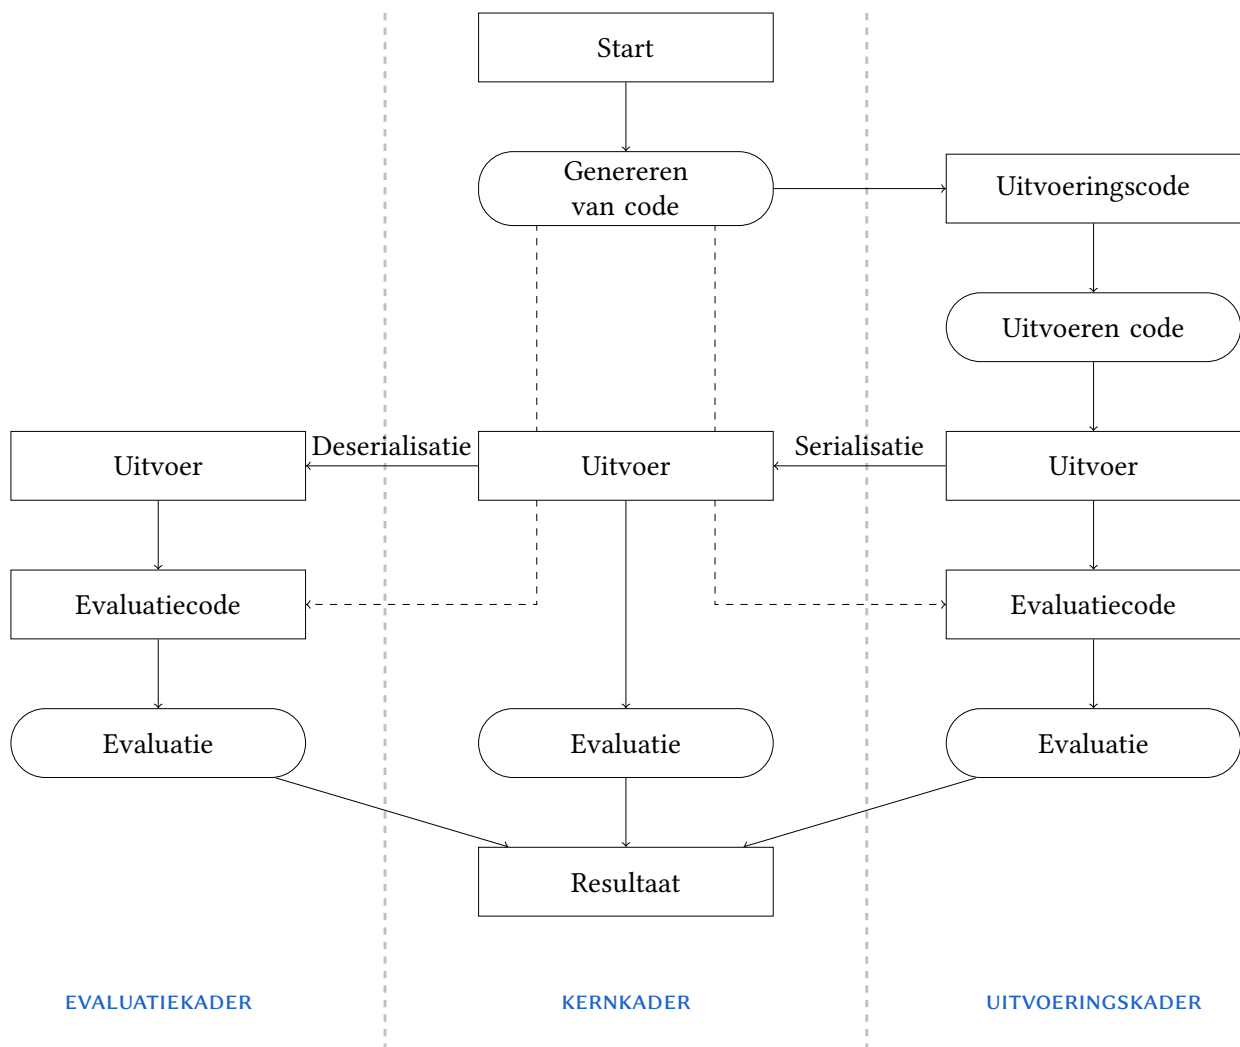 Start
Genereren
van code
Uitvoeringscode
Uitvoeren code
Uitvoer
Deserialisatie
Uitvoer
Serialisatie
Uitvoer
Evaluatiecode
Evaluatiecode
Evaluatie
Evaluatie
Evaluatie
Resultaat
EVALUATIEKADER
KERNKADER
UITVOERINGSKADER